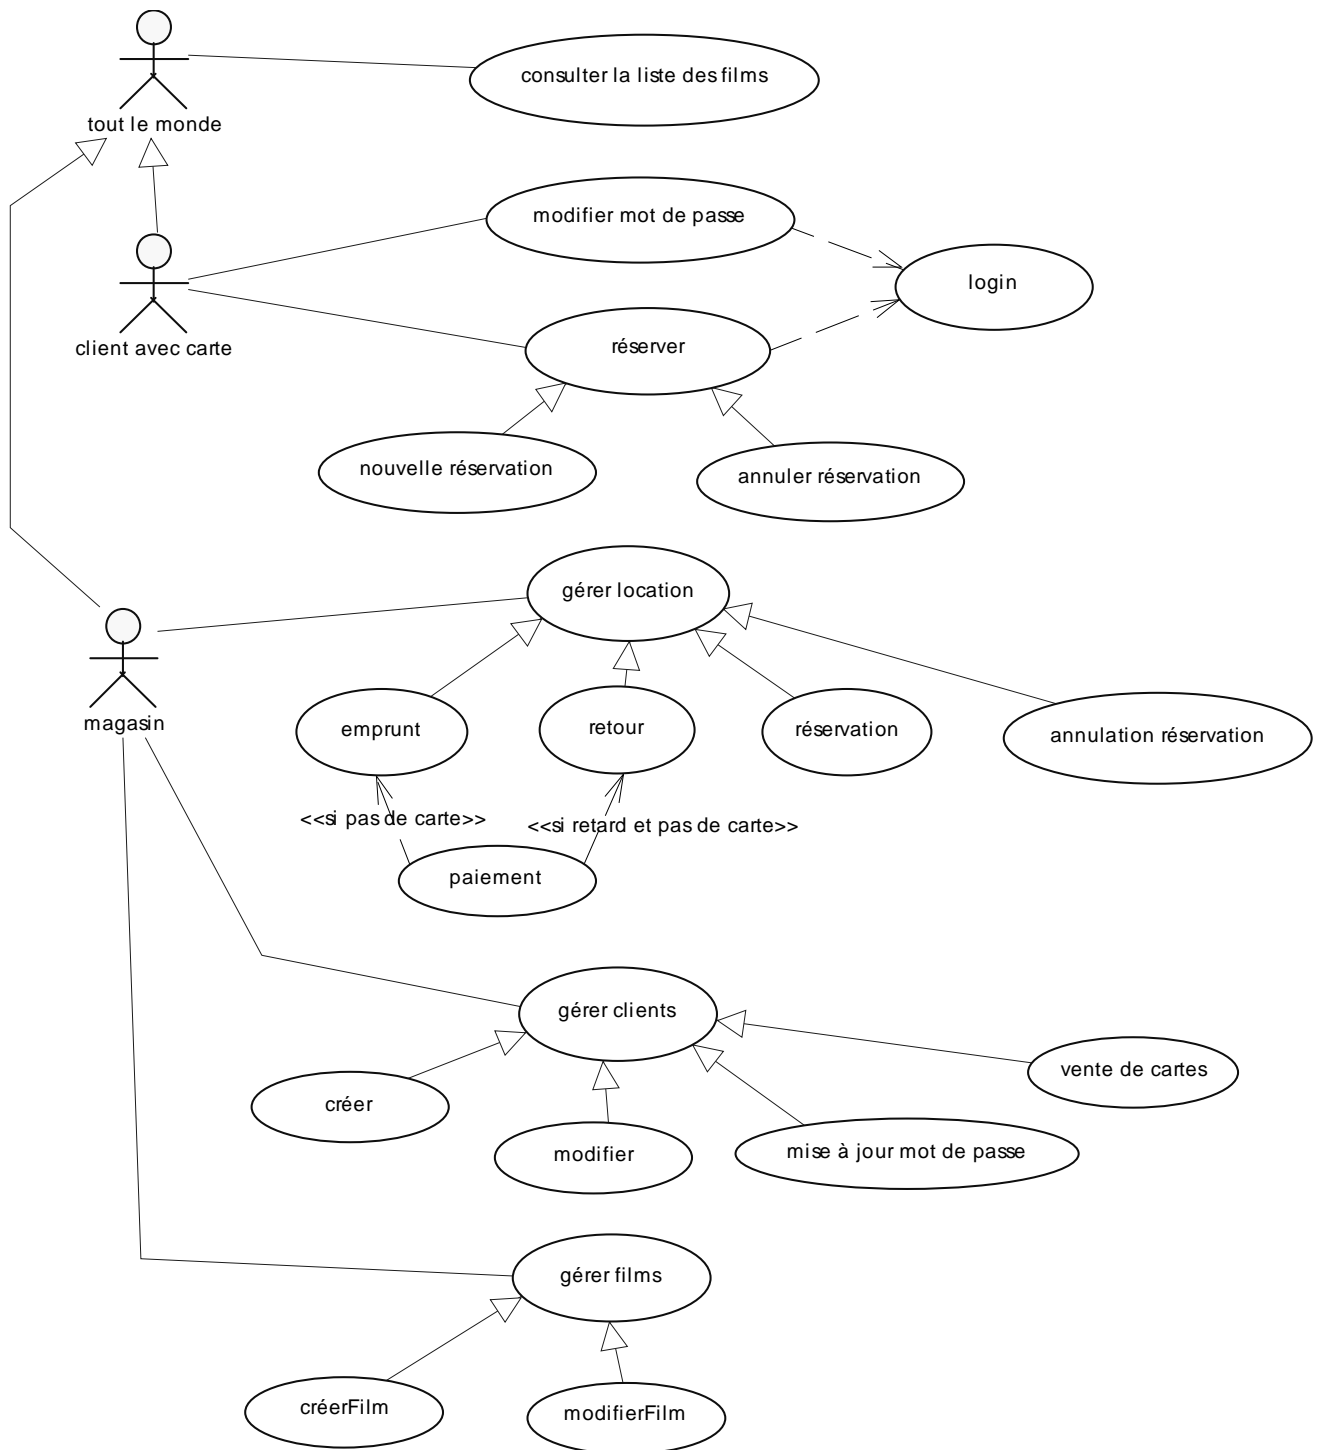 consulter la liste des films
tout le monde
modifier mot de passe
login
client avec carte
réserver
nouvelle réservation
annuler réservation
gérer location
magasin
emprunt
retour
réservation
annulation réservation
<<si pas de carte>>
<<si retard et pas de carte>>
paiement
gérer clients
vente de cartes
créer
modifier
mise à jour mot de passe
gérer films
créerFilm
modifierFilm